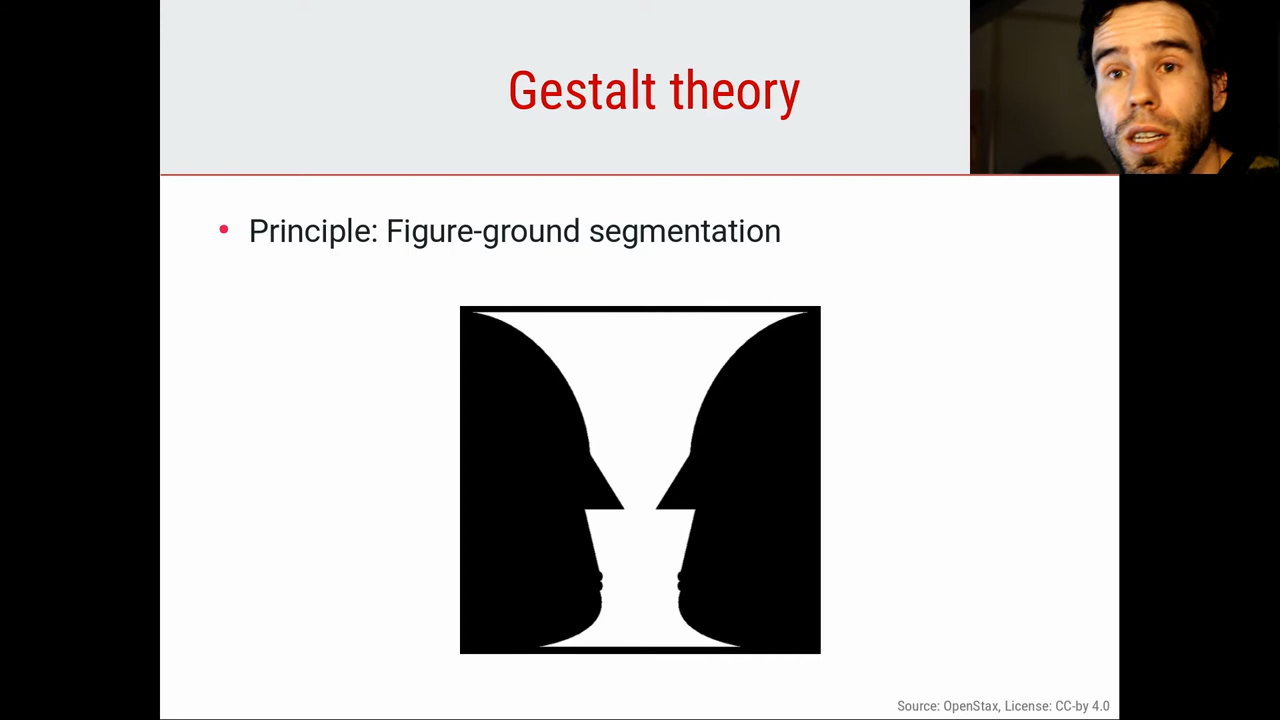 Gestalt theory
• Principle: Figure-ground segmentation
Source: OpenStax, License: CC-by 4.0